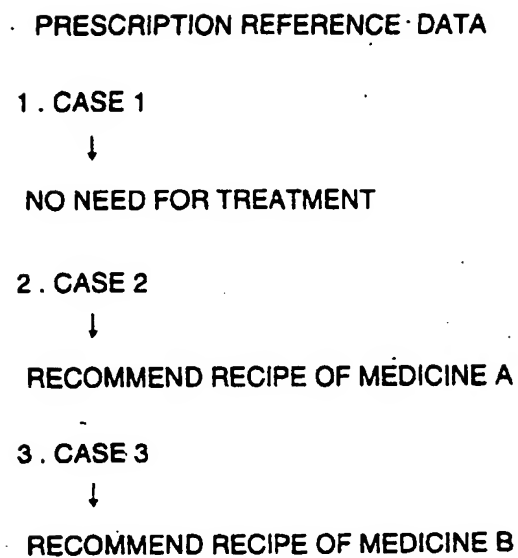 PRESCRIPTION REFERENCE DATA
1. CASE 1
↓
NO NEED FOR TREATMENT
2. CASE 2
↓
RECOMMEND RECIPE OF MEDICINE A
3. CASE 3
↓
RECOMMEND RECIPE OF MEDICINE B